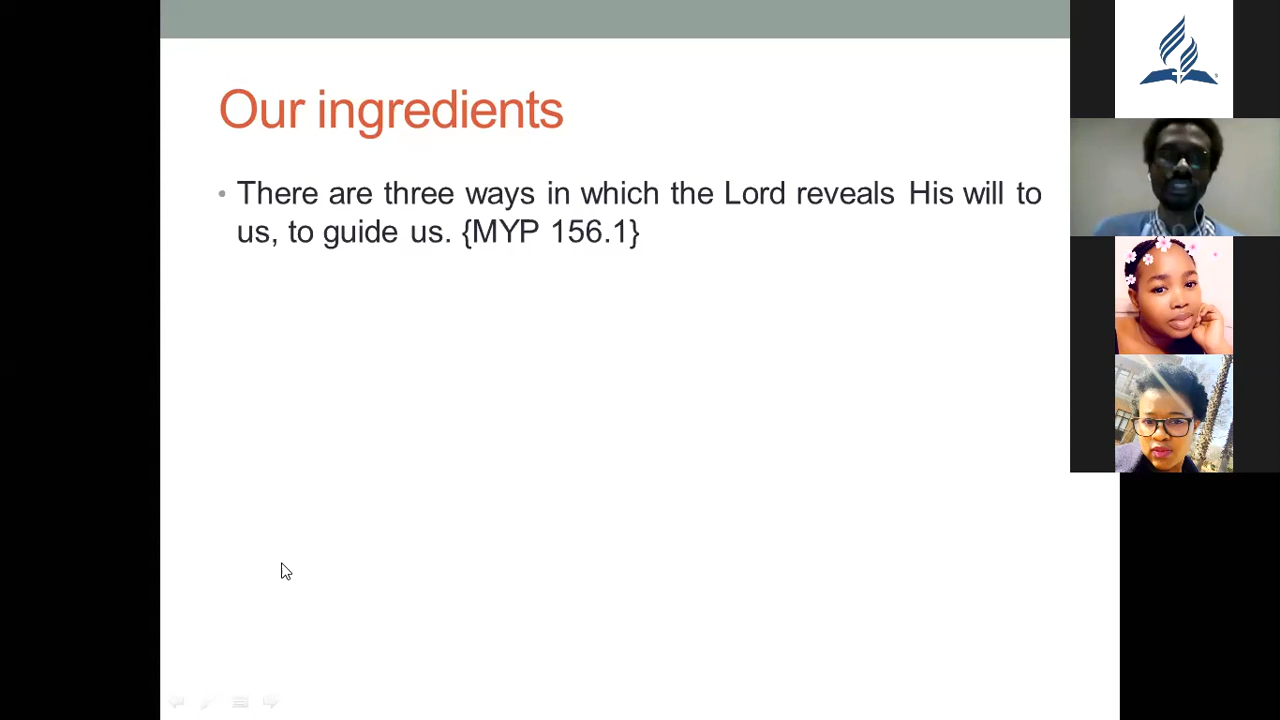 Our ingredients
• There are three ways in which the Lord reveals His will to
us, to guide us. {MYP 156.1}